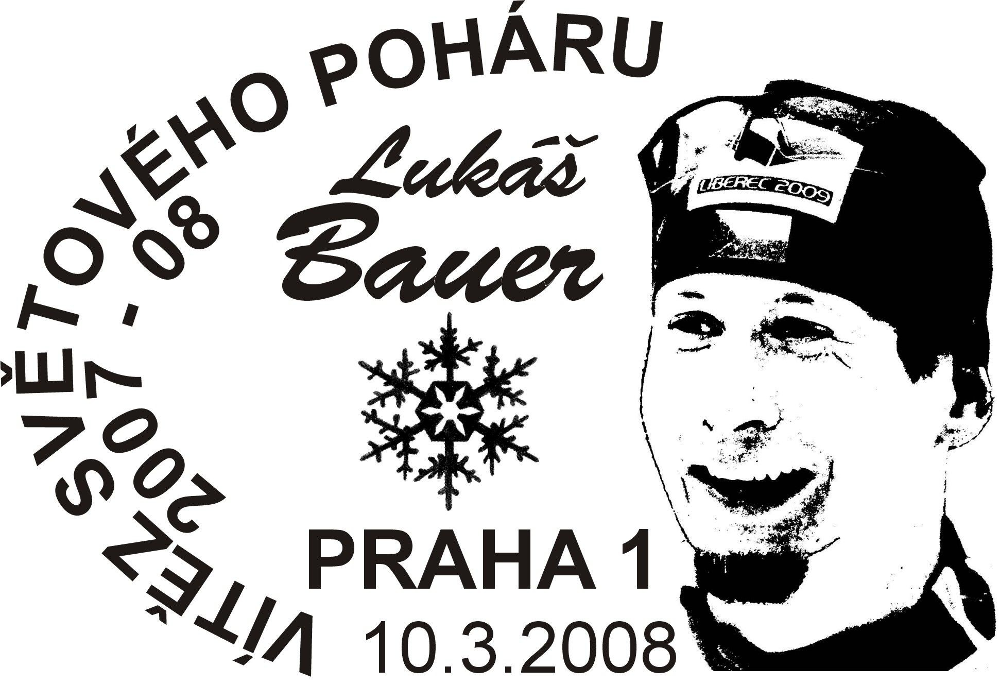 VÍTĚZ SVĚTOVÉHO POHÁRU
2007 - 08
Lukáš
Bauer
LIBEREC 2009
PRAHA 1
10.3.2008